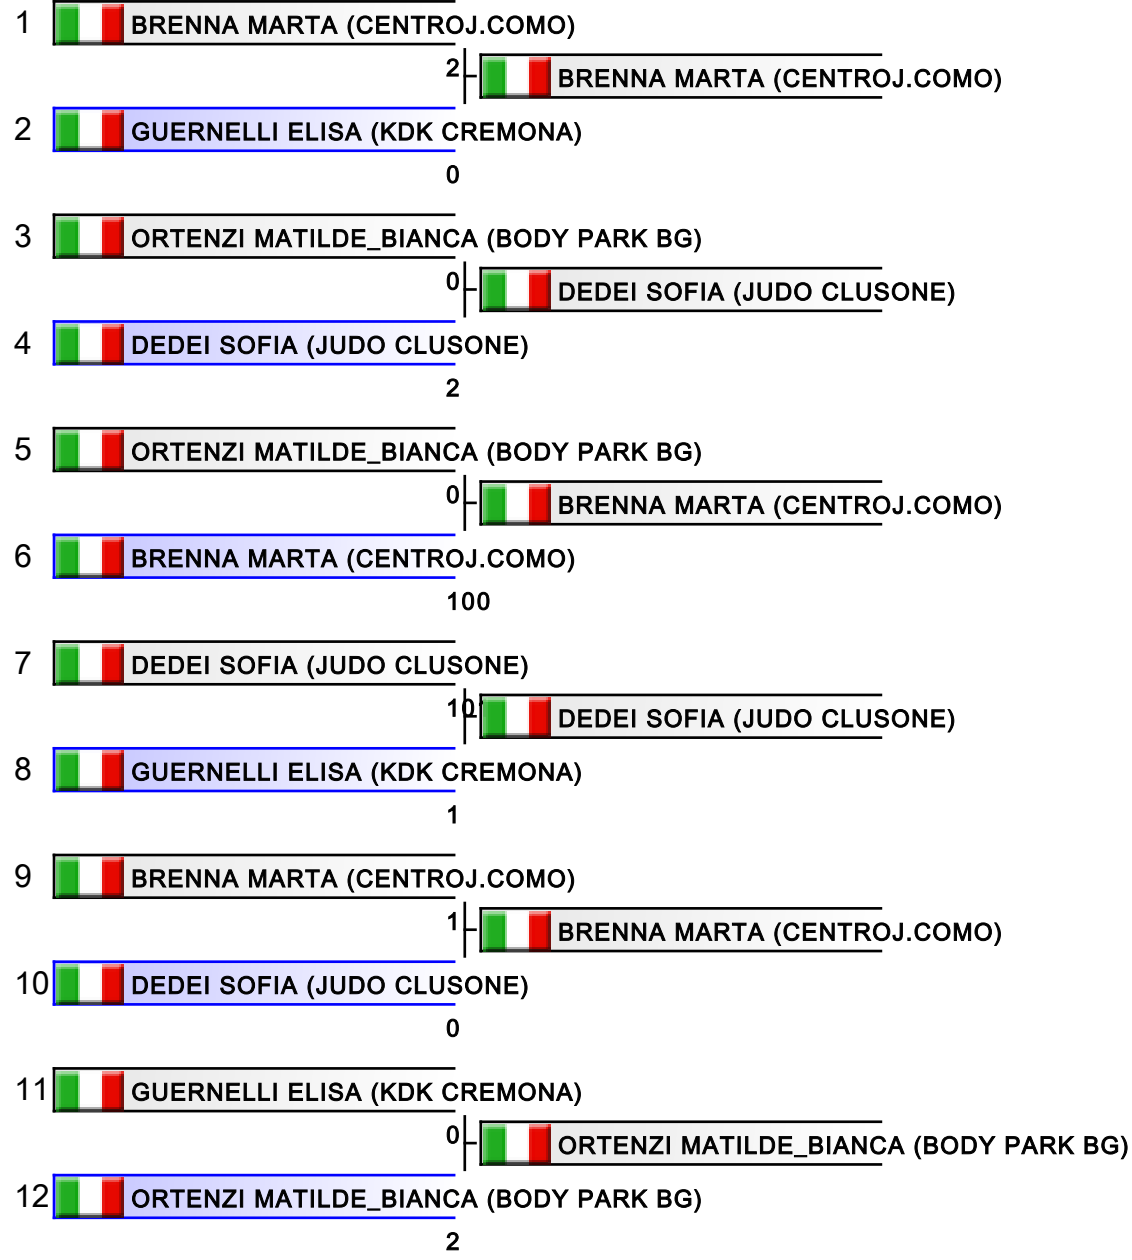 1 BRENNA MARTA (CENTROJ.COMO)
2 BRENNA MARTA (CENTROJ.COMO)
2 GUERNELLI ELISA (KDK CREMONA)
0
3 ORTENZI MATILDE_BIANCA (BODY PARK BG)
0 DEDEI SOFIA (JUDO CLUSONE)
4 DEDEI SOFIA (JUDO CLUSONE)
2
5 ORTENZI MATILDE_BIANCA (BODY PARK BG)
0 BRENNA MARTA (CENTROJ.COMO)
6 BRENNA MARTA (CENTROJ.COMO)
100
7 DEDEI SOFIA (JUDO CLUSONE)
DEDEI SOFIA (JUDO CLUSONE)
8 GUERNELLI ELISA (KDK CREMONA)
1
9 BRENNA MARTA (CENTROJ.COMO)
1 BRENNA MARTA (CENTROJ.COMO)
10 DEDEI SOFIA (JUDO CLUSONE)
0
11 GUERNELLI ELISA (KDK CREMONA)
0 ORTENZI MATILDE_BIANCA (BODY PARK BG)
12 ORTENZI MATILDE_BIANCA (BODY PARK BG)
2